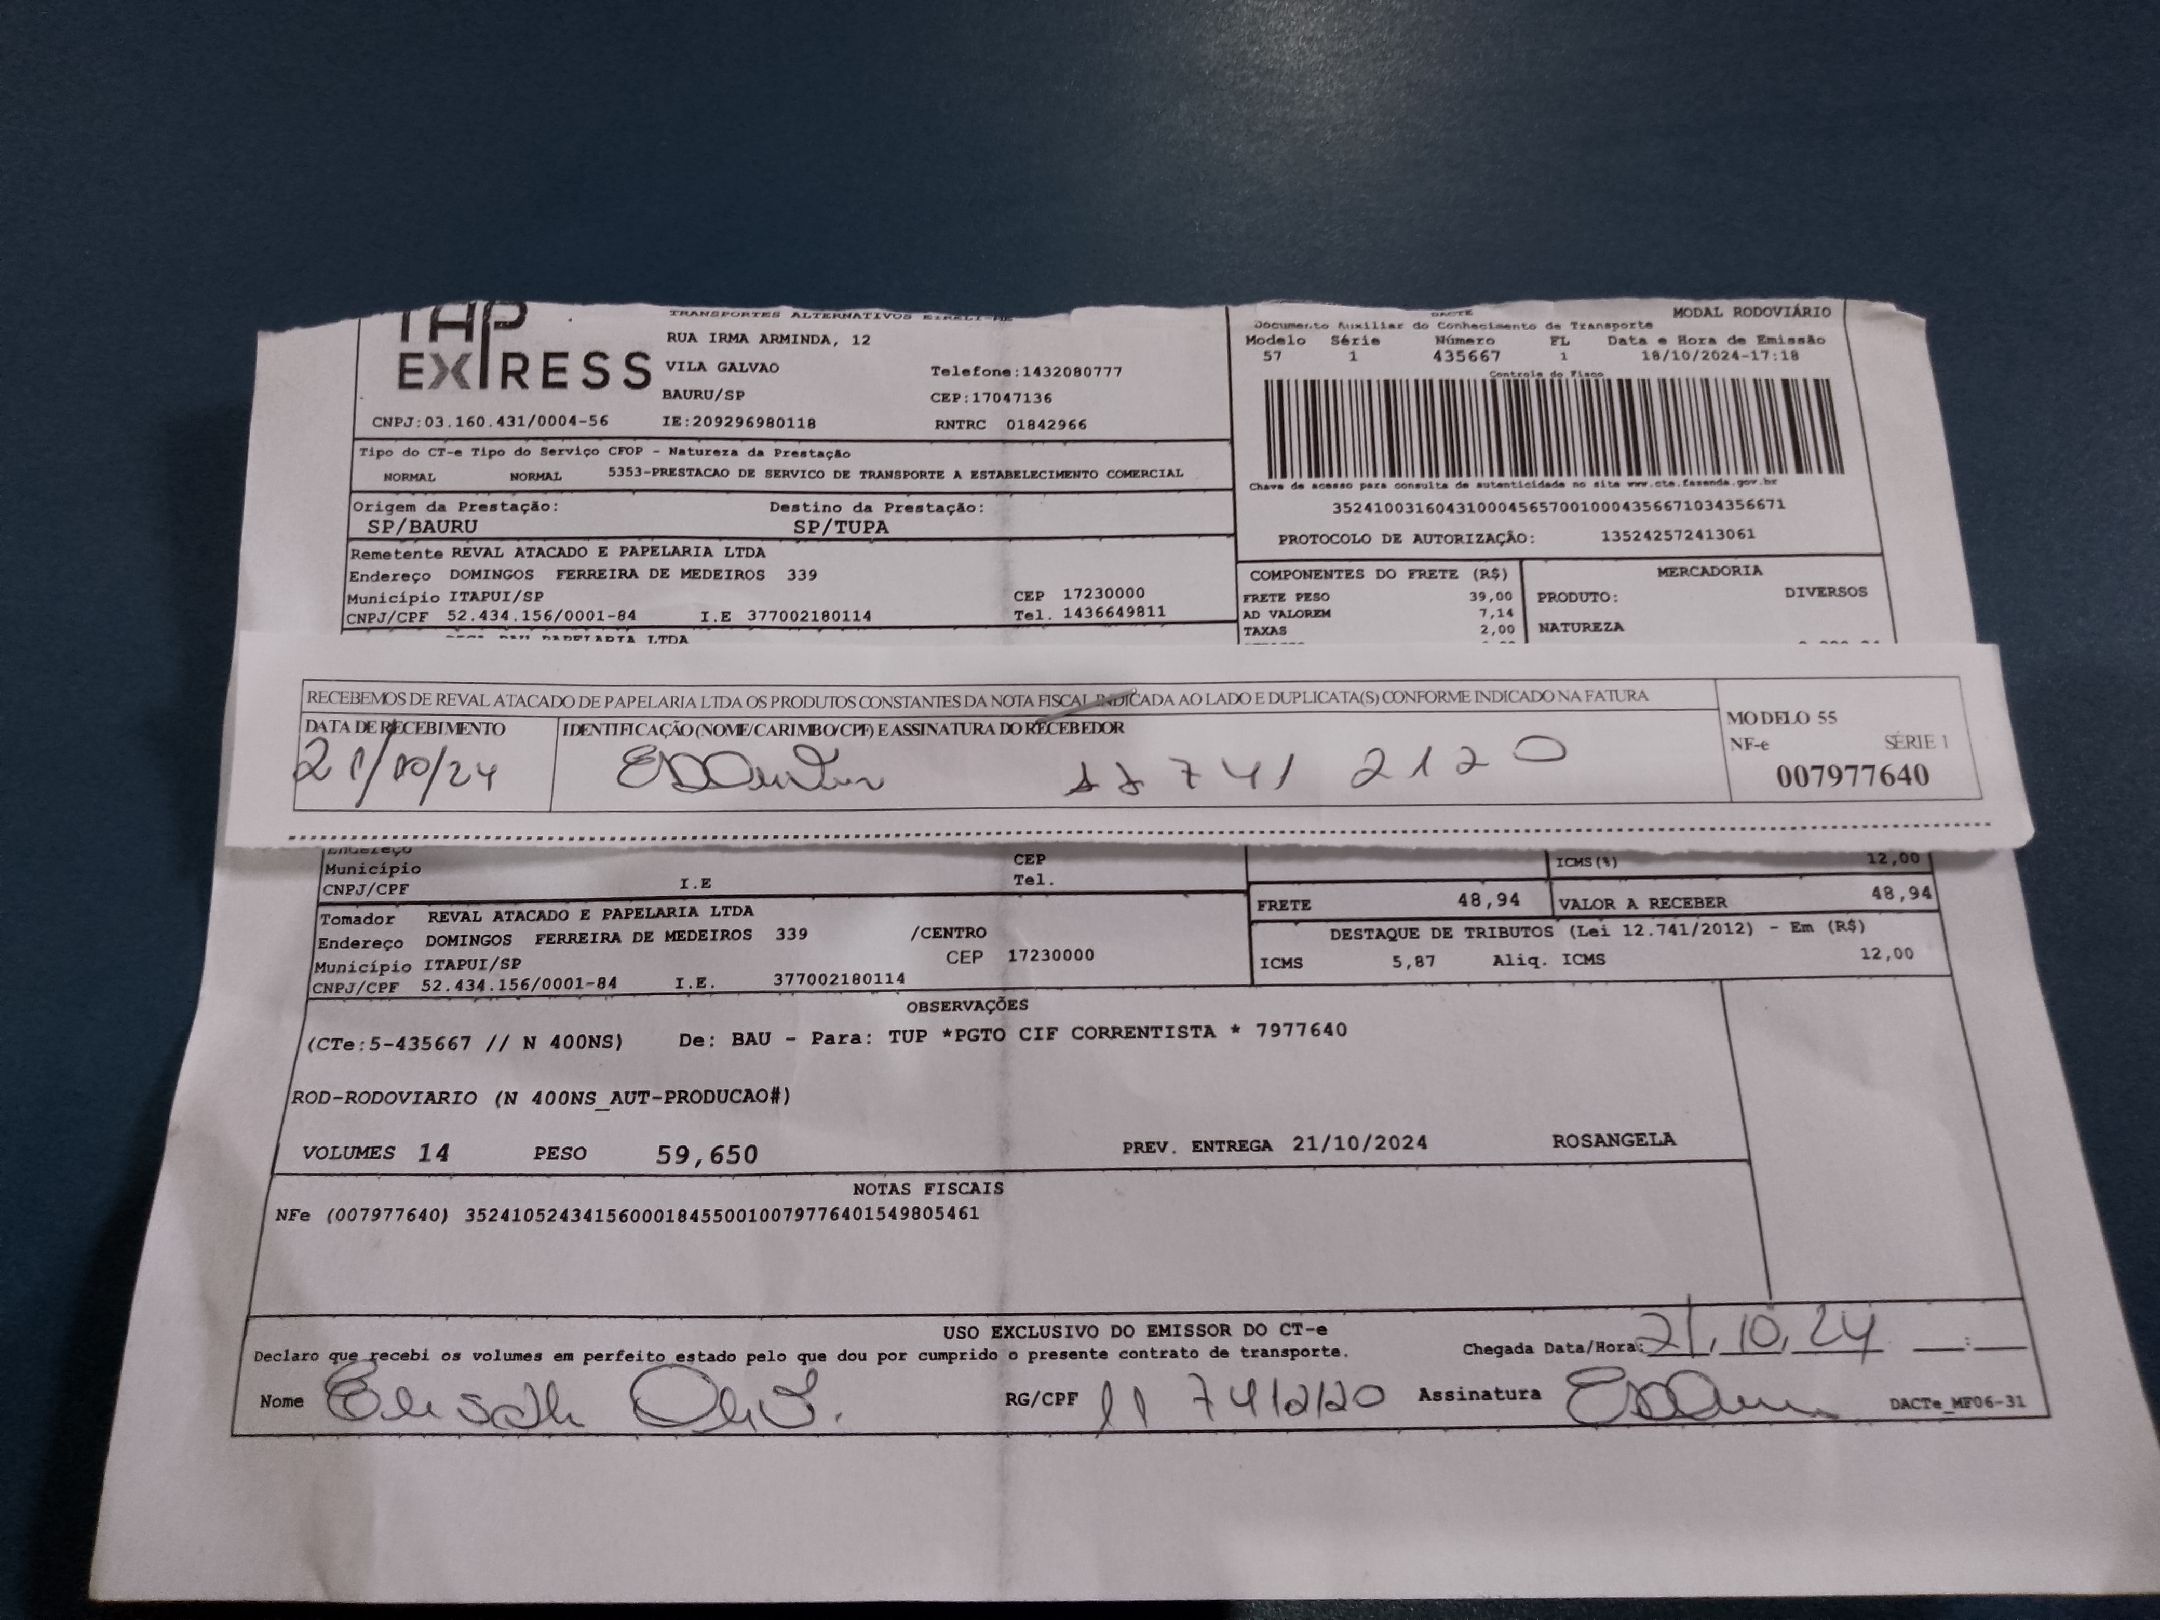 TAP
EXPRESS
TRANSPORTES ALTERNATIVOS EIRELI-ME
RUA IRMA ARMINDA, 12
VILA GALVAO Telefone:1432080777
BAURU/SP CEP:17047136
CNPJ:03.160.431/0004-56 IE:209296980118 RNTRC 01842966
DACTE MODAL RODOVIÁRIO
Documento Auxiliar do Conhecimento de Transporte
Modelo Série Número FL Data e Hora de Emissão
57 1 435667 1 18/10/2024-17:18
Controle do Fisco
Chave de acesso para consulta de autenticidade no site www.cte.fazenda.gov.br
35241003160431000456570010004356671034356671
PROTOCOLO DE AUTORIZAÇÃO: 135242572413061
Tipo do CT-e Tipo do Serviço CFOP - Natureza da Prestação
NORMAL NORMAL 5353-PRESTACAO DE SERVICO DE TRANSPORTE A ESTABELECIMENTO COMERCIAL
Origem da Prestação: Destino da Prestação:
SP/BAURU SP/TUPA
Remetente REVAL ATACADO E PAPELARIA LTDA
Endereço DOMINGOS FERREIRA DE MEDEIROS 339
Município ITAPUI/SP CEP 17230000
CNPJ/CPF 52.434.156/0001-84 I.E 377002180114 Tel. 1436649811
PAPELARIA LTDA
COMPONENTES DO FRETE (R$) MERCADORIA
FRETE PESO 39,00 PRODUTO: DIVERSOS
AD VALOREM 7,14
TAXAS 2,00 NATUREZA
RECEBEMOS DE REVAL ATACADO DE PAPELARIA LTDA OS PRODUTOS CONSTANTES DA NOTA FISCAL INDICADA AO LADO E DUPLICATA(S) CONFORME INDICADO NA FATURA
DATA DE RECEBIMENTO IDENTIFICAÇÃO (NOME/CARIMBO/CPF) E ASSINATURA DO RECEBEDOR
21/10/24 11 741 2120
MODELO 55
NF-e SÉRIE 1
007977640
Endereço
Município CEP
CNPJ/CPF I.E Tel.
ICMS(%) 12,00
FRETE 48,94 VALOR A RECEBER 48,94
DESTAQUE DE TRIBUTOS (Lei 12.741/2012) - Em (R$)
ICMS 5,87 Aliq. ICMS 12,00
Tomador REVAL ATACADO E PAPELARIA LTDA
Endereço DOMINGOS FERREIRA DE MEDEIROS 339 /CENTRO
Município ITAPUI/SP CEP 17230000
CNPJ/CPF 52.434.156/0001-84 I.E. 377002180114
OBSERVAÇÕES
(CTe:5-435667 // N 400NS) De: BAU - Para: TUP *PGTO CIF CORRENTISTA * 7977640
ROD-RODOVIARIO (N 400NS_AUT-PRODUCAO#)
VOLUMES 14 PESO 59,650 PREV. ENTREGA 21/10/2024 ROSANGELA
NOTAS FISCAIS
NFe (007977640) 35241052434156000184550010079776401549805461
USO EXCLUSIVO DO EMISSOR DO CT-e
Declaro que recebi os volumes em perfeito estado pelo que dou por cumprido o presente contrato de transporte. Chegada Data/Hora: 21, 10, 24 __:__
Nome RG/CPF 11 7412120 Assinatura DACTe_MF06-31